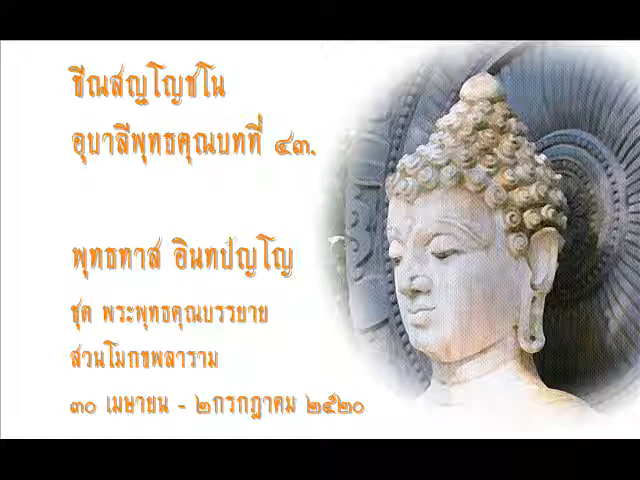 ขีณสญฺโญชโน
อุบาลีพุทธคุณบทที่ ๔๓.
พุทธทาส อินทปญฺโญ
ชุด พระพุทธคุณบรรยาย
สวนโมกขพลาราม
๓๐ เมษายน - ๒กรกฎาคม ๒๕๒๐